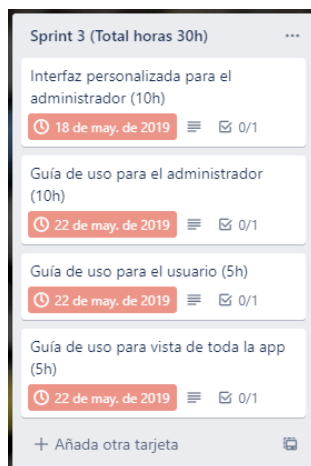 Sprint 3 (Total horas 30h)
Interfaz personalizada para el
administrador (10h)
18 de may. de 2019 0/1
Guía de uso para el administrador
(10h)
22 de may. de 2019 0/1
Guía de uso para el usuario (5h)
22 de may. de 2019 0/1
Guía de uso para vista de toda la app
(5h)
22 de may. de 2019 0/1
+ Añada otra tarjeta